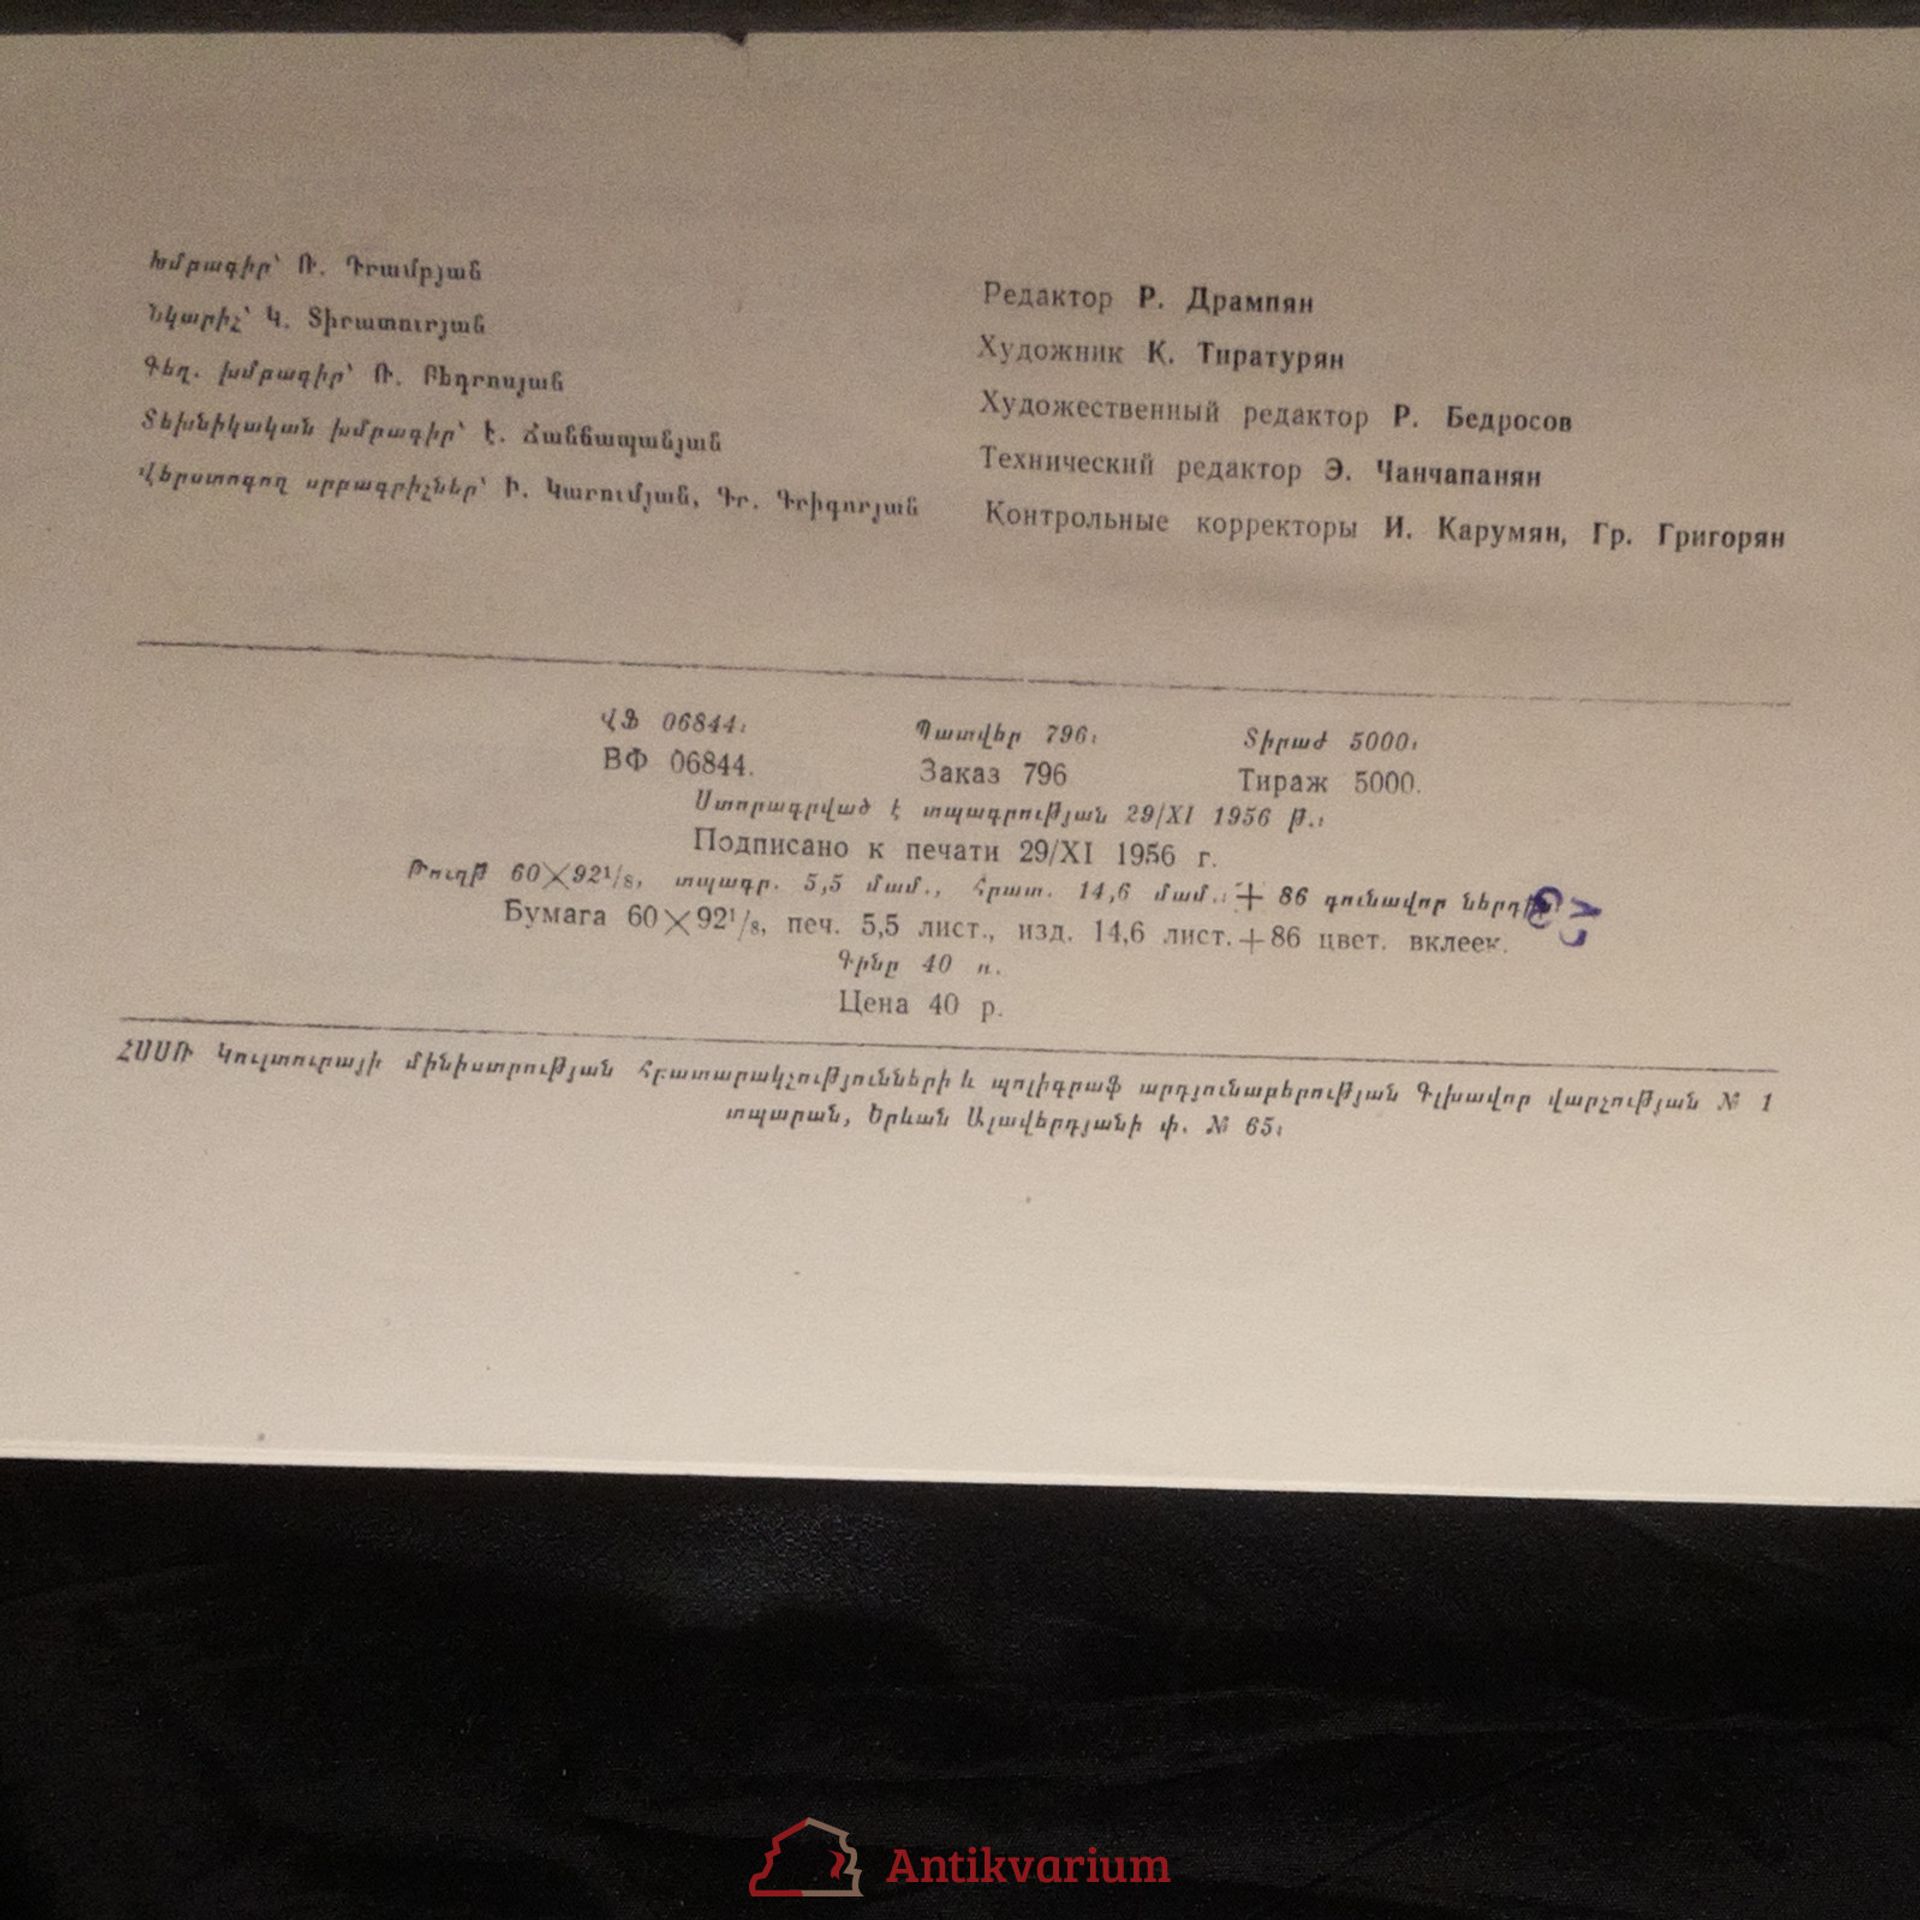 Խմբագիր՝ Ռ. Դրամբյան
Նկարիչ՝ Կ. Տիրատուրյան
Գեղ. խմբագիր՝ Ռ. Բեդրոսյան
Տեխնիկական խմբագիր՝ Է. Ճանճապանյան
Վերստուգող սրբագրիչներ՝ Ի. Կարումյան, Գր. Գրիգորյան
Редактор Р. Дрампян
Художник К. Тиратурян
Художественный редактор Р. Бедросов
Технический редактор Э. Чанчапанян
Контрольные корректоры И. Карумян, Гр. Григорян
ՎՖ 06844։ Պատվեր 796։ Տիրաժ 5000։
ВФ 06844. Заказ 796 Тираж 5000.
Ստորագրված է տպագրության 29/XI 1956 թ.։
Подписано к печати 29/XI 1956 г.
Թուղթ 60×92¹/₈, տպագր. 5,5 մամ., հրատ. 14,6 մամ.։ + 86 գունավոր
Бумага 60×92¹/₈, печ. 5,5 лист., изд. 14,6 лист.+86 цвет. вклеек.
Գինը 40 ռ.
Цена 40 р.
ՀՍՍՌ Կուլտուրայի մինիստրության Հրատարակչությունների և պոլիգրաֆ արդյունաբերության Գլխավոր վարչության № 1
տպարան, Երևան Ալավերդյանի փ. № 65։
Antikvarium